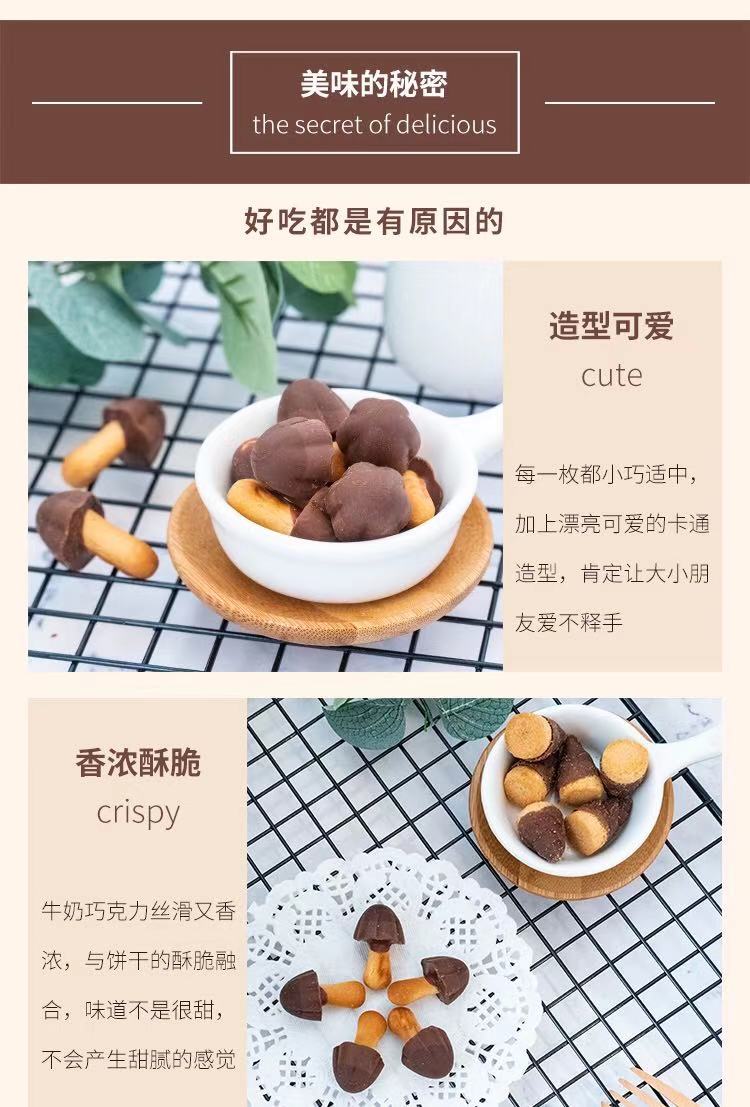 美味的秘密
the secret of delicious
好吃都是有原因的
造型可爱
cute
每一枚都小巧适中，
加上漂亮可爱的卡通
造型，肯定让大小朋
友爱不释手
香浓酥脆
crispy
牛奶巧克力丝滑又香
浓，与饼干的酥脆融
合，味道不是很甜，
不会产生甜腻的感觉